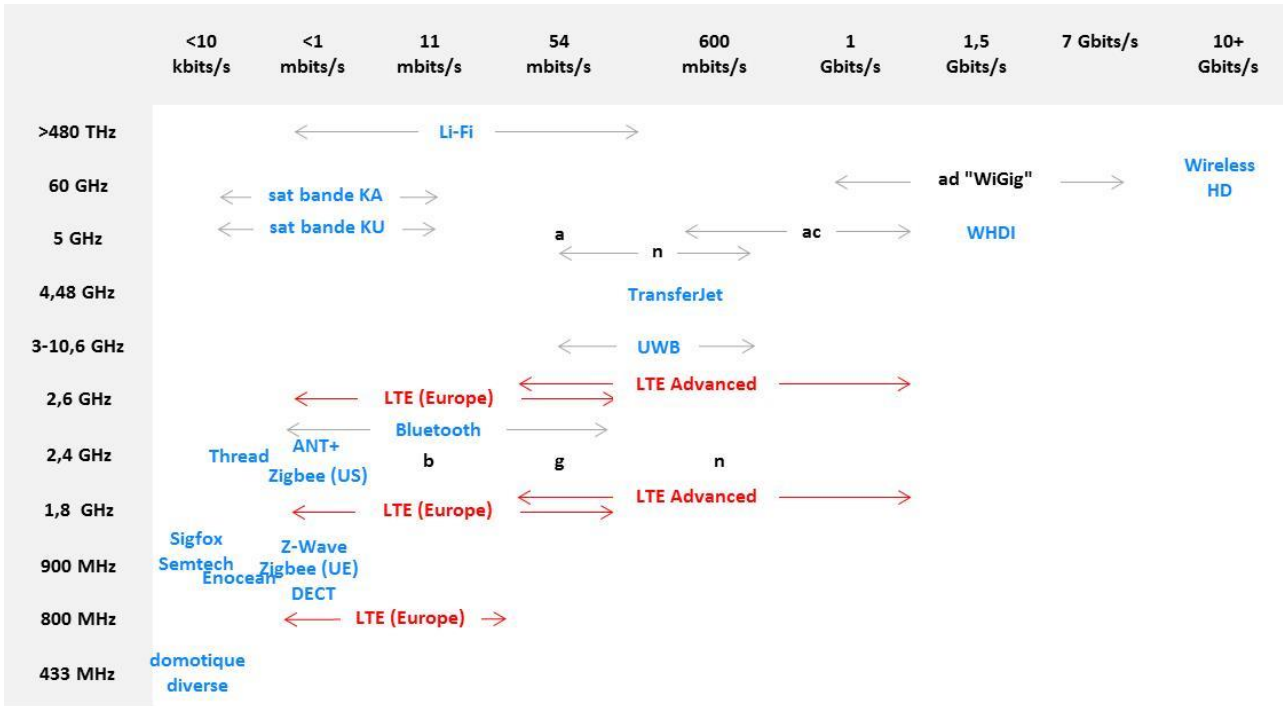 <10 <1 11 54 600 1 1,5 7 Gbits/s 10+
kbits/s mbits/s mbits/s mbits/s mbits/s Gbits/s Gbits/s Gbits/s
>480 THz Li-Fi
60 GHz sat bande KA ad "WiGig" Wireless
HD
5 GHz sat bande KU a ac WHDI
n
4,48 GHz TransferJet
3-10,6 GHz UWB
LTE Advanced
2,6 GHz LTE (Europe)
Bluetooth
2,4 GHz Thread ANT+ b g n
Zigbee (US)
LTE Advanced
1,8 GHz LTE (Europe)
Sigfox Z-Wave
900 MHz Semtech Zigbee (UE)
Enocean
DECT
800 MHz LTE (Europe)
domotique
433 MHz diverse